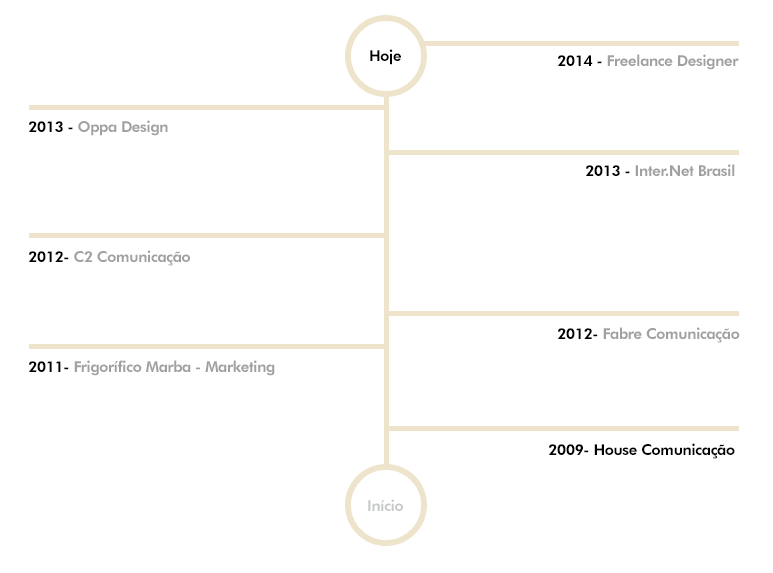 Hoje
2014 - Freelance Designer
2013 - Oppa Design
2013 - Inter.Net Brasil
2012- C2 Comunicação
2012- Fabre Comunicação
2011- Frigorífico Marba - Marketing
2009- House Comunicação
Início